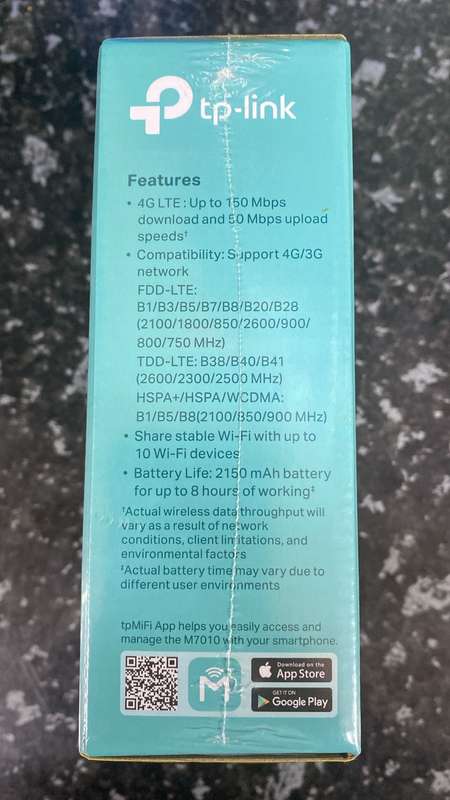 tp-link
Features
• 4G LTE : Up to 150 Mbps
download and 50 Mbps upload
speeds†
• Compatibility: Support 4G/3G
network
FDD-LTE:
B1/B3/B5/B7/B8/B20/B28
(2100/1800/850/2600/900/
800/750 MHz)
TDD-LTE: B38/B40/B41
(2600/2300/2500 MHz)
HSPA+/HSPA/WCDMA:
B1/B5/B8(2100/850/900 MHz)
• Share stable Wi-Fi with up to
10 Wi-Fi devices
• Battery Life: 2150 mAh battery
for up to 8 hours of working‡
†Actual wireless data throughput will
vary as a result of network
conditions, client limitations, and
environmental factors
‡Actual battery time may vary due to
different user environments
tpMiFi App helps you easily access and
manage the M7010 with your smartphone.
M
Download on the
App Store
GET IT ON
Google Play